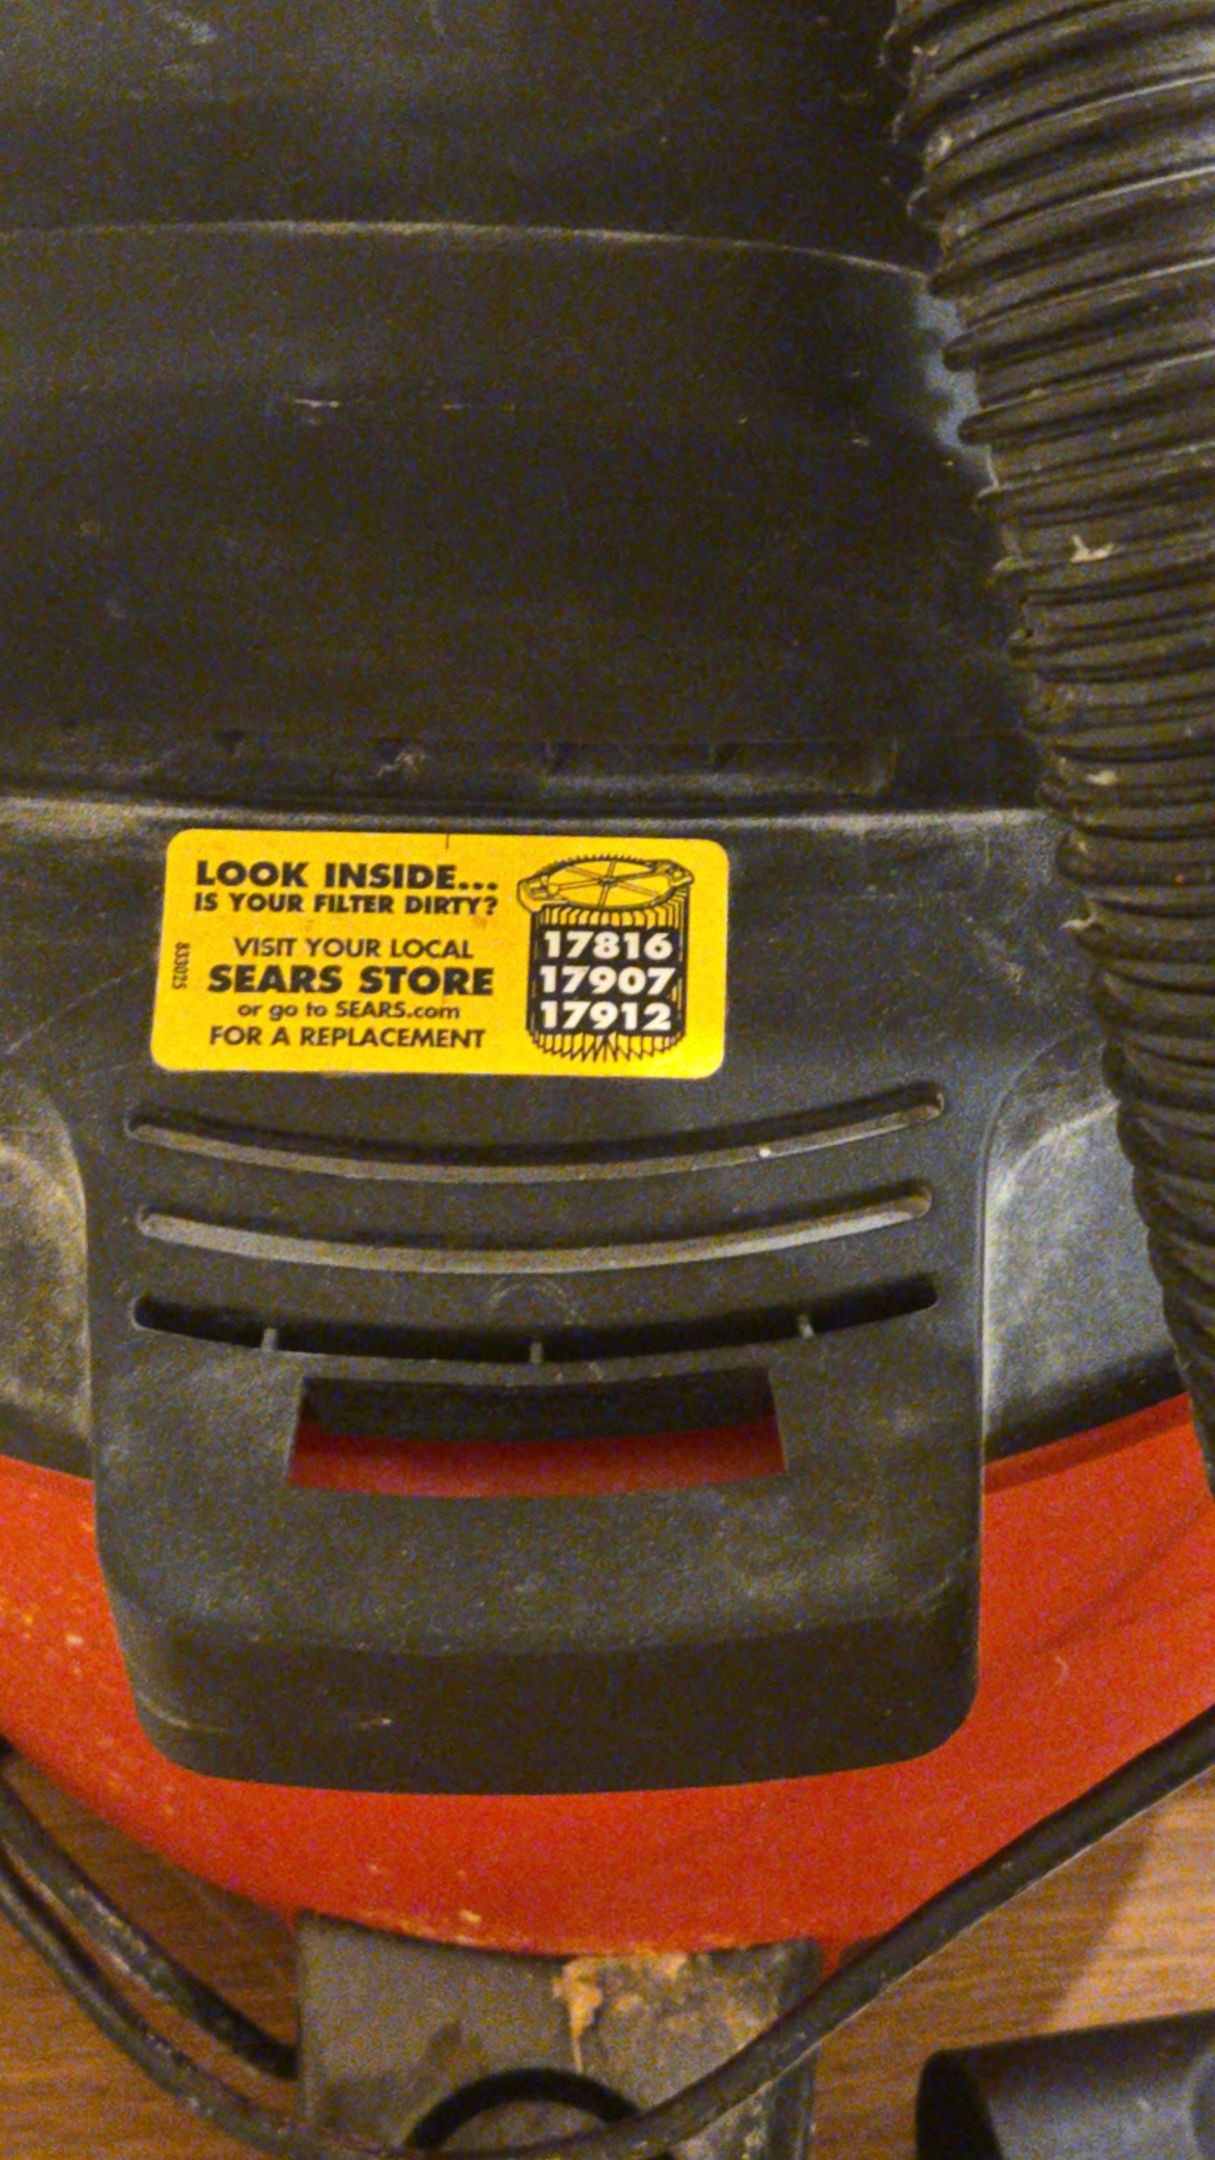 LOOK INSIDE...
IS YOUR FILTER DIRTY?
VISIT YOUR LOCAL
SEARS STORE
or go to SEARS.com
FOR A REPLACEMENT
833025
17816
17907
17912